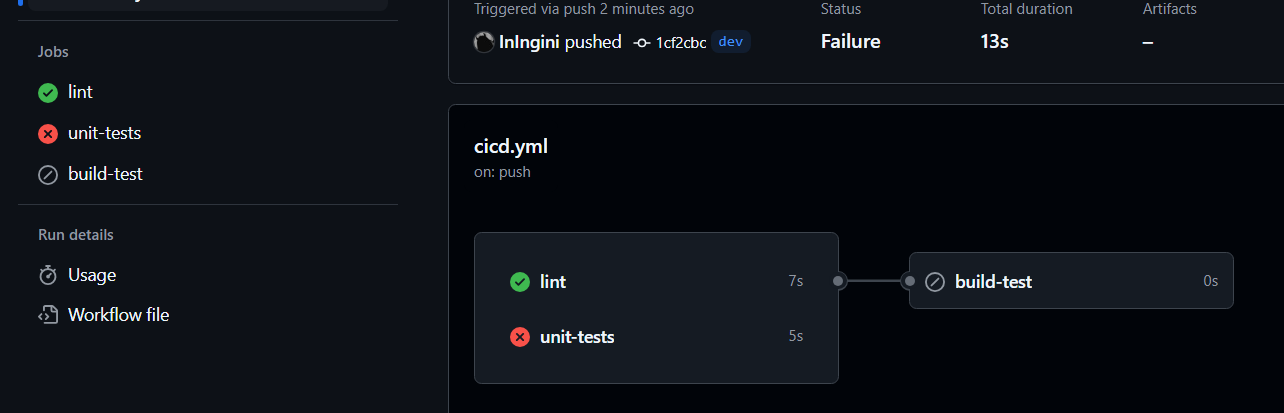 Jobs
lint
unit-tests
build-test
Run details
Usage
Workflow file
Triggered via push 2 minutes ago
InIngini pushed 1cf2cbc dev
Status
Failure
Total duration
13s
Artifacts
–
cicd.yml
on: push
lint 7s
unit-tests 5s
build-test 0s